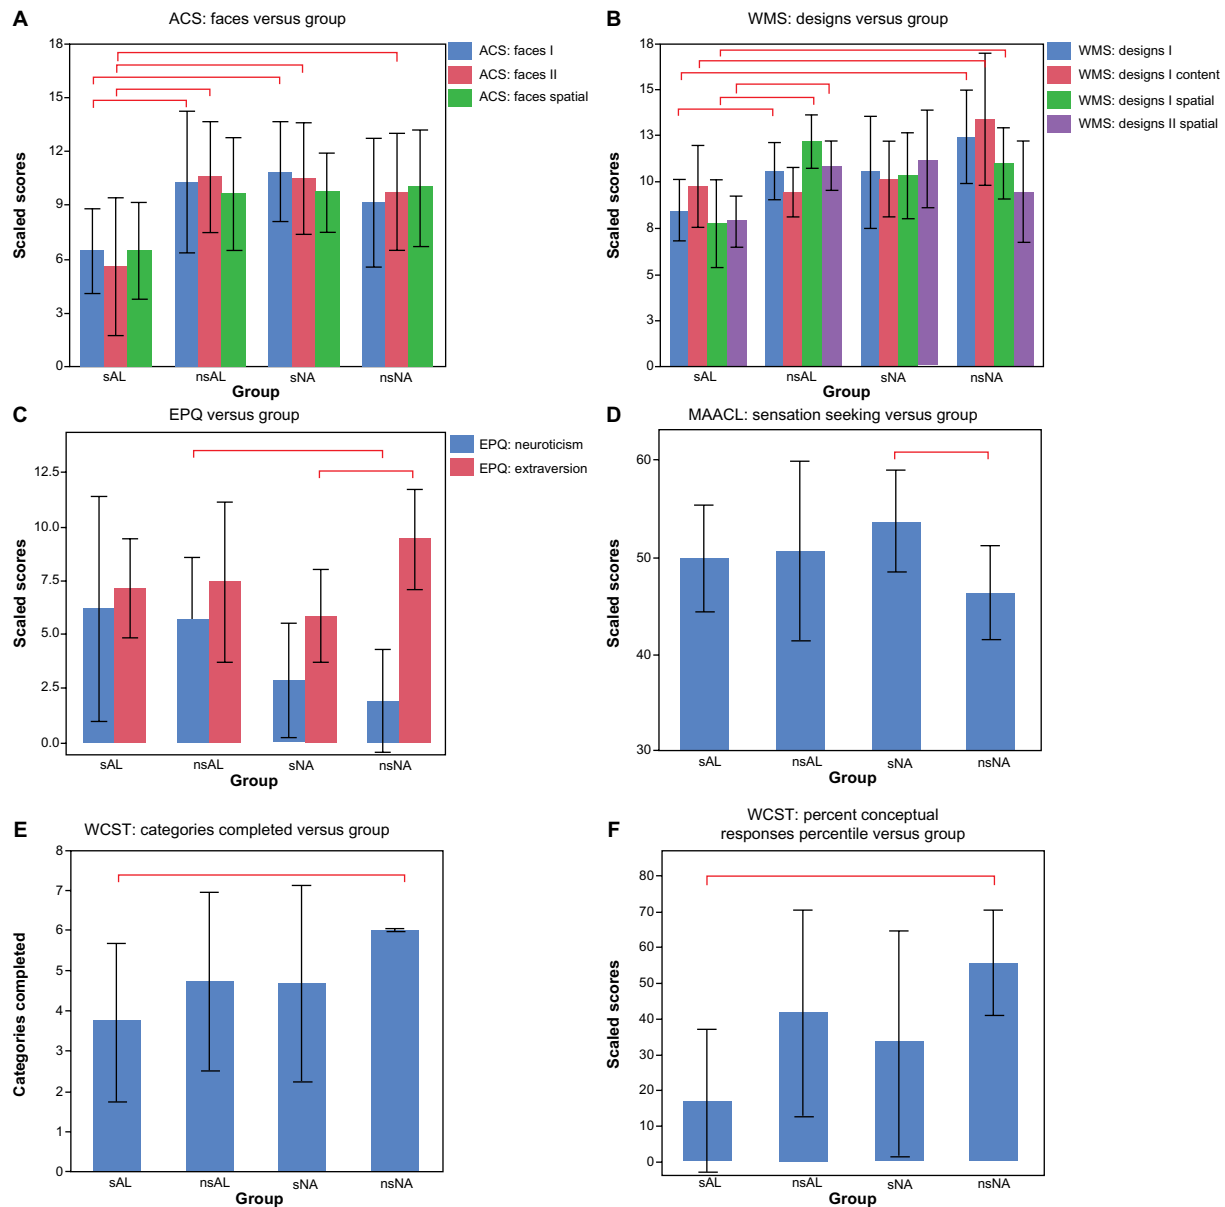 A
ACS: faces versus group
18
15
12
9
6
3
0
Scaled scores
sAL
nsAL
sNA
nsNA
Group
ACS: faces I
ACS: faces II
ACS: faces spatial
B
WMS: designs versus group
18
15
13
10
8
5
3
0
Scaled scores
sAL
nsAL
sNA
nsNA
Group
WMS: designs I
WMS: designs I content
WMS: designs I spatial
WMS: designs II spatial
C
EPQ versus group
12.5
10.0
7.5
5.0
2.5
0.0
Scaled scores
sAL
nsAL
sNA
nsNA
Group
EPQ: neuroticism
EPQ: extraversion
D
MAACL: sensation seeking versus group
60
50
40
30
Scaled scores
sAL
nsAL
sNA
nsNA
Group
E
WCST: categories completed versus group
8
7
6
5
4
3
2
1
0
Categories completed
sAL
nsAL
sNA
nsNA
Group
F
WCST: percent conceptual
responses percentile versus group
80
70
60
50
40
30
20
10
0
Scaled scores
sAL
nsAL
sNA
nsNA
Group